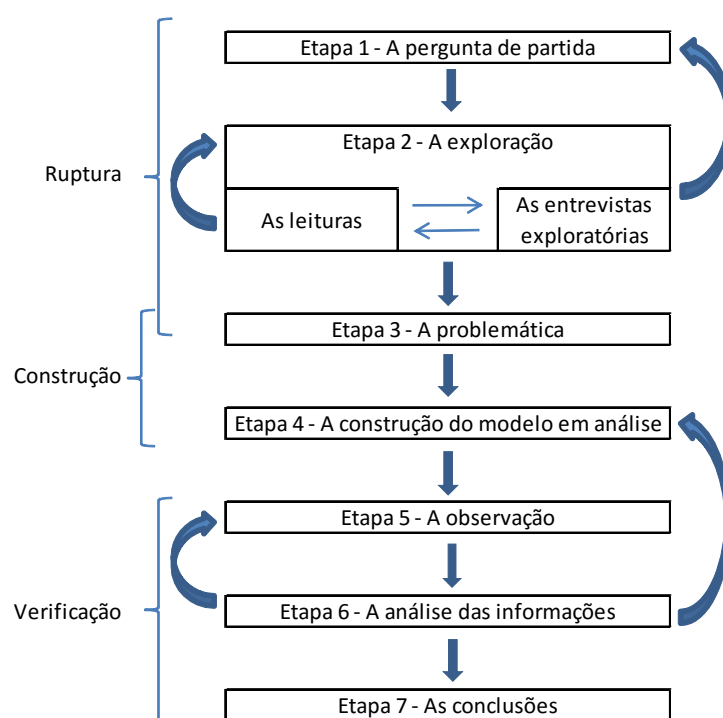 Etapa 1 - A pergunta de partida
Etapa 2 - A exploração
Ruptura
As leituras
As entrevistas
exploratórias
Etapa 3 - A problemática
Construção
Etapa 4 - A construção do modelo em análise
Etapa 5 - A observação
Verificação
Etapa 6 - A análise das informações
Etapa 7 - As conclusões